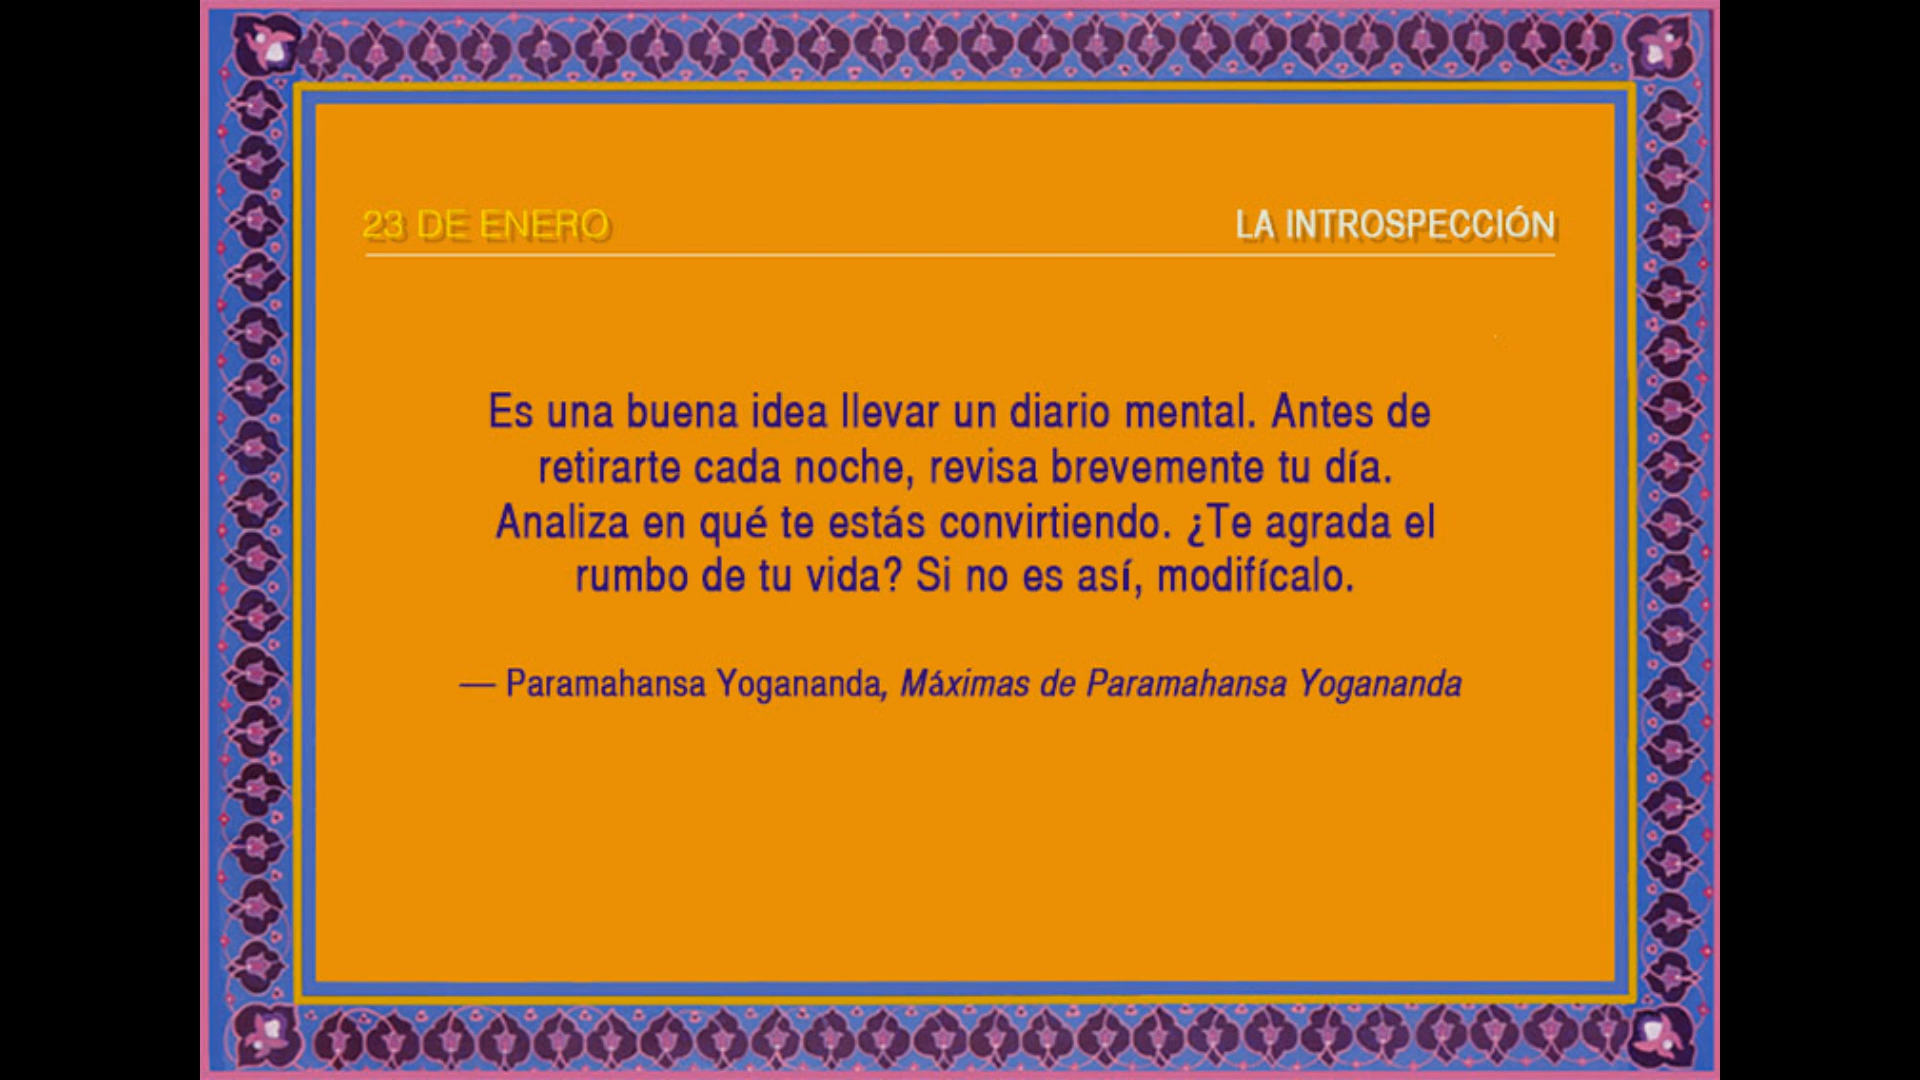 23 DE ENERO
LA INTROSPECCIÓN
Es una buena idea llevar un diario mental. Antes de
retirarte cada noche, revisa brevemente tu día.
Analiza en qué te estás convirtiendo. ¿Te agrada el
rumbo de tu vida? Si no es así, modifícalo.
— Paramahansa Yogananda, Máximas de Paramahansa Yogananda